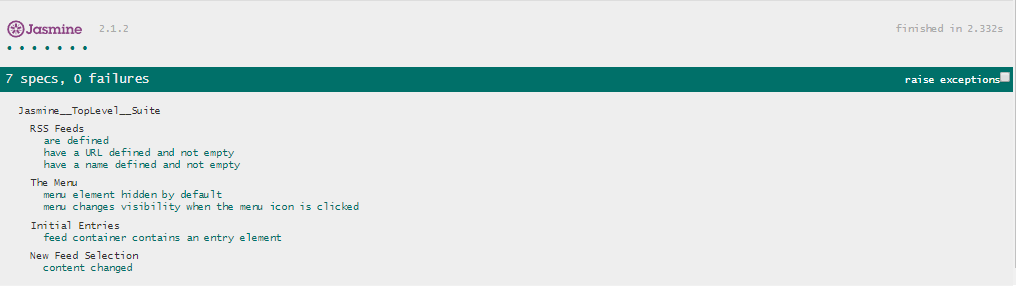 Jasmine 2.1.2 finished in 2.332s
• • • • • • •
7 specs, 0 failures raise exceptions
Jasmine__TopLevel__Suite
RSS Feeds
are defined
have a URL defined and not empty
have a name defined and not empty
The Menu
menu element hidden by default
menu changes visibility when the menu icon is clicked
Initial Entries
feed container contains an entry element
New Feed Selection
content changed